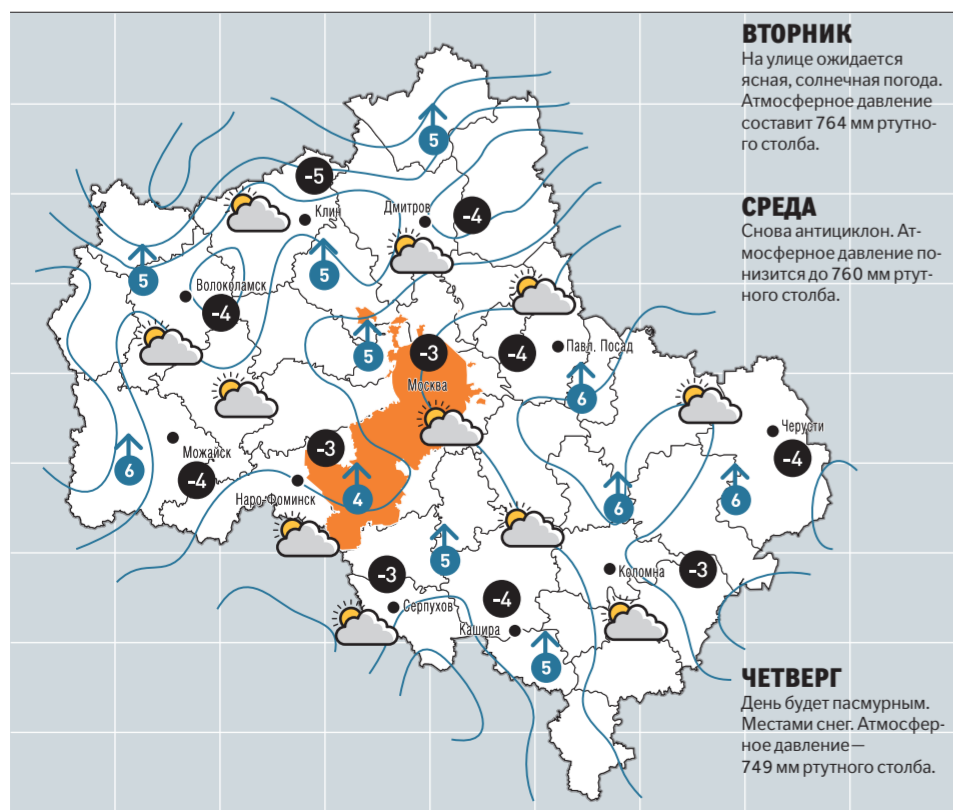 ВТОРНИК
На улице ожидается
ясная, солнечная погода.
Атмосферное давление
составит 764 мм ртутно-
го столба.
СРЕДА
Снова антициклон. Ат-
мосферное давление по-
низится до 760 мм ртут-
ного столба.
ЧЕТВЕРГ
День будет пасмурным.
Местами снег. Атмосфер-
ное давление—
749 мм ртутного столба.
5
-5
Клин
Дмитров
-4
5
5
Волоколамск
-4
5
-3
Москва
-4
Павл. Посад
6
Черусти
-4
Можайск
6
-4
-3
Наро-Фоминск
4
6
6
5
-3
Серпухов
-4
Кашира
Коломна
-3
5